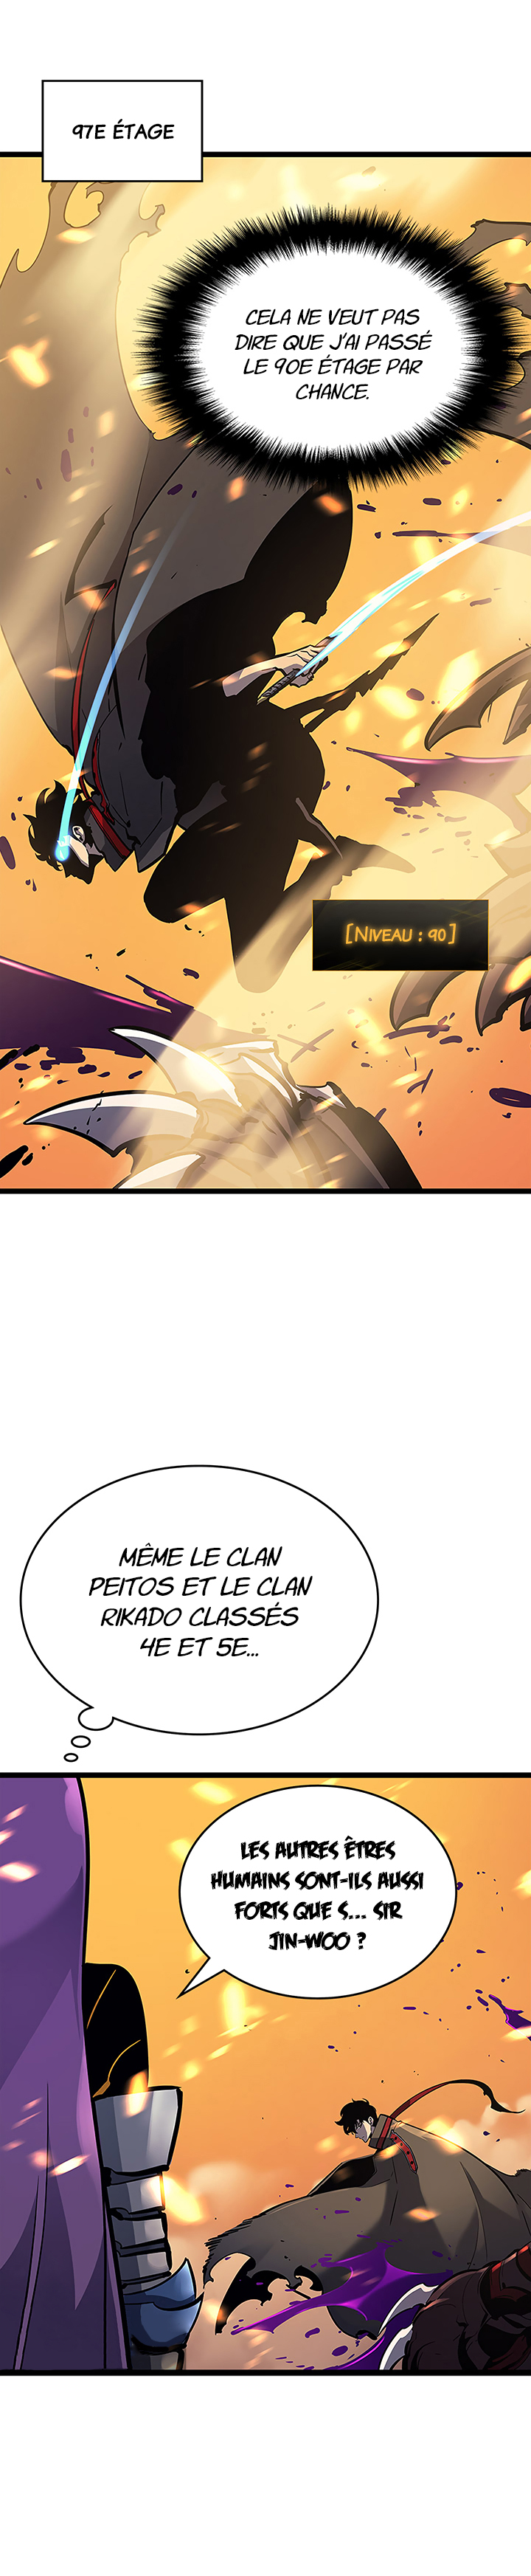 97E ÉTAGE
CELA NE VEUT PAS
DIRE QUE J'AI PASSÉ
LE 90E ÉTAGE PAR
CHANCE.
[NIVEAU : 90]
MÊME LE CLAN
PEITOS ET LE CLAN
RIKADO CLASSÉS
4E ET 5E...
LES AUTRES ÊTRES
HUMAINS SONT-ILS AUSSI
FORTS QUE S... SIR
JIN-WOO ?